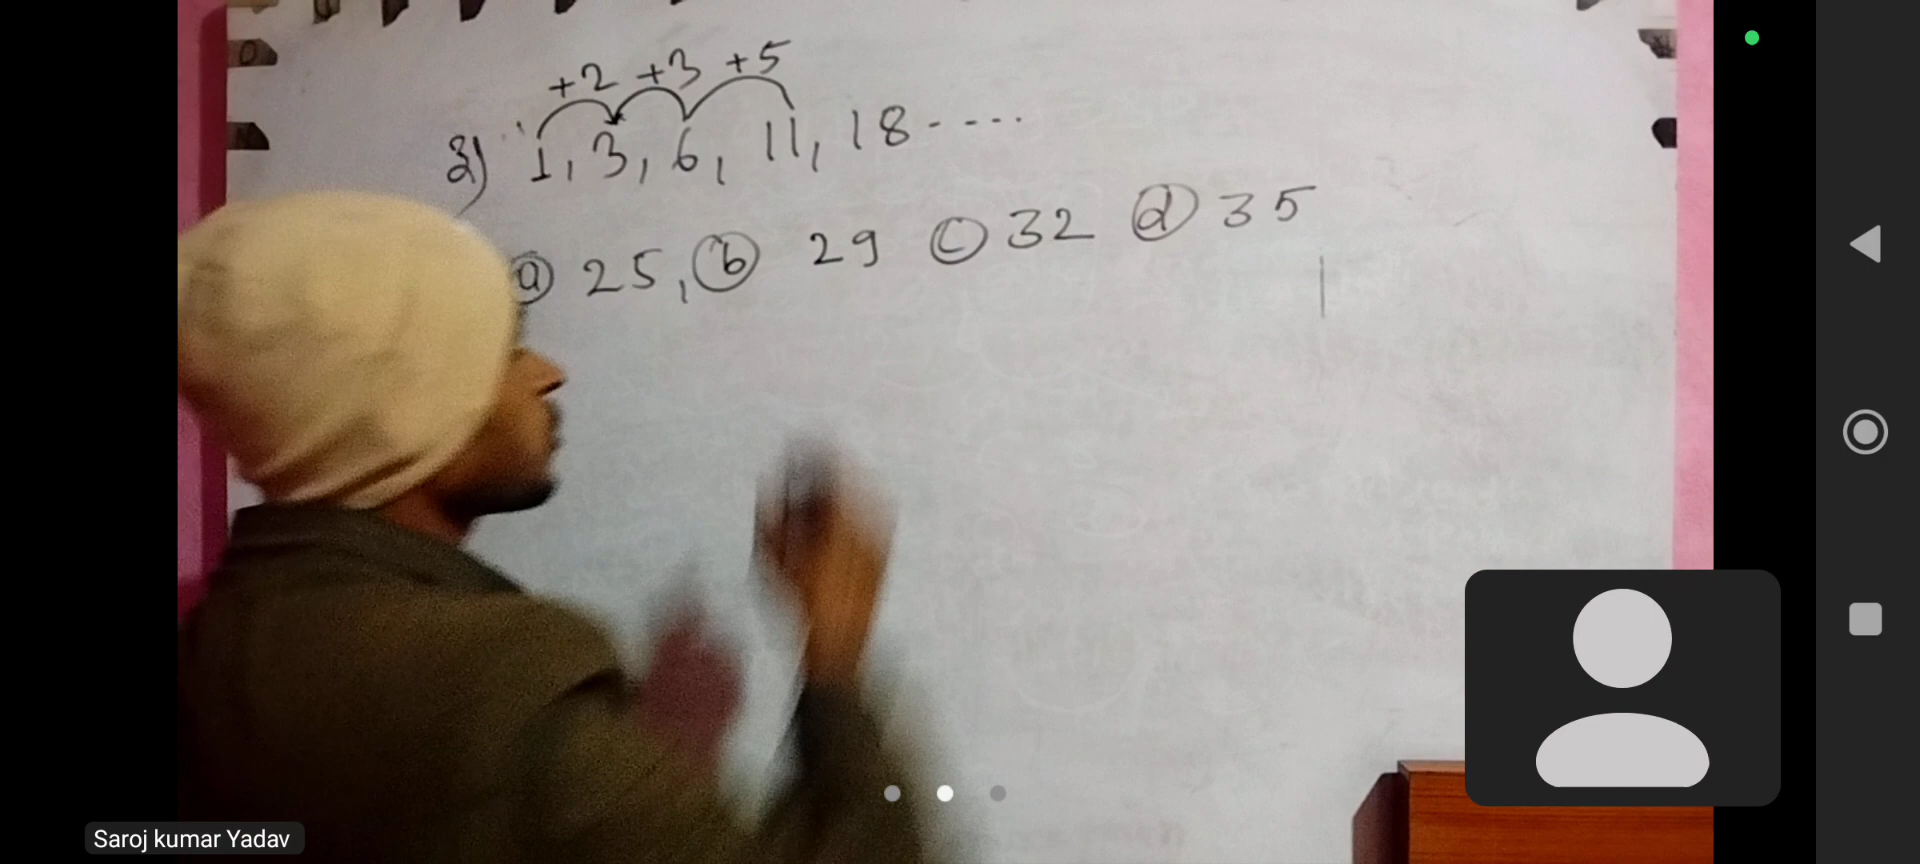 +2 +3 +5
2) 1, 3, 6, 11, 18 - - - -
ⓐ 25, ⓑ 29 ⓒ 32 ⓓ 35
Saroj kumar Yadav